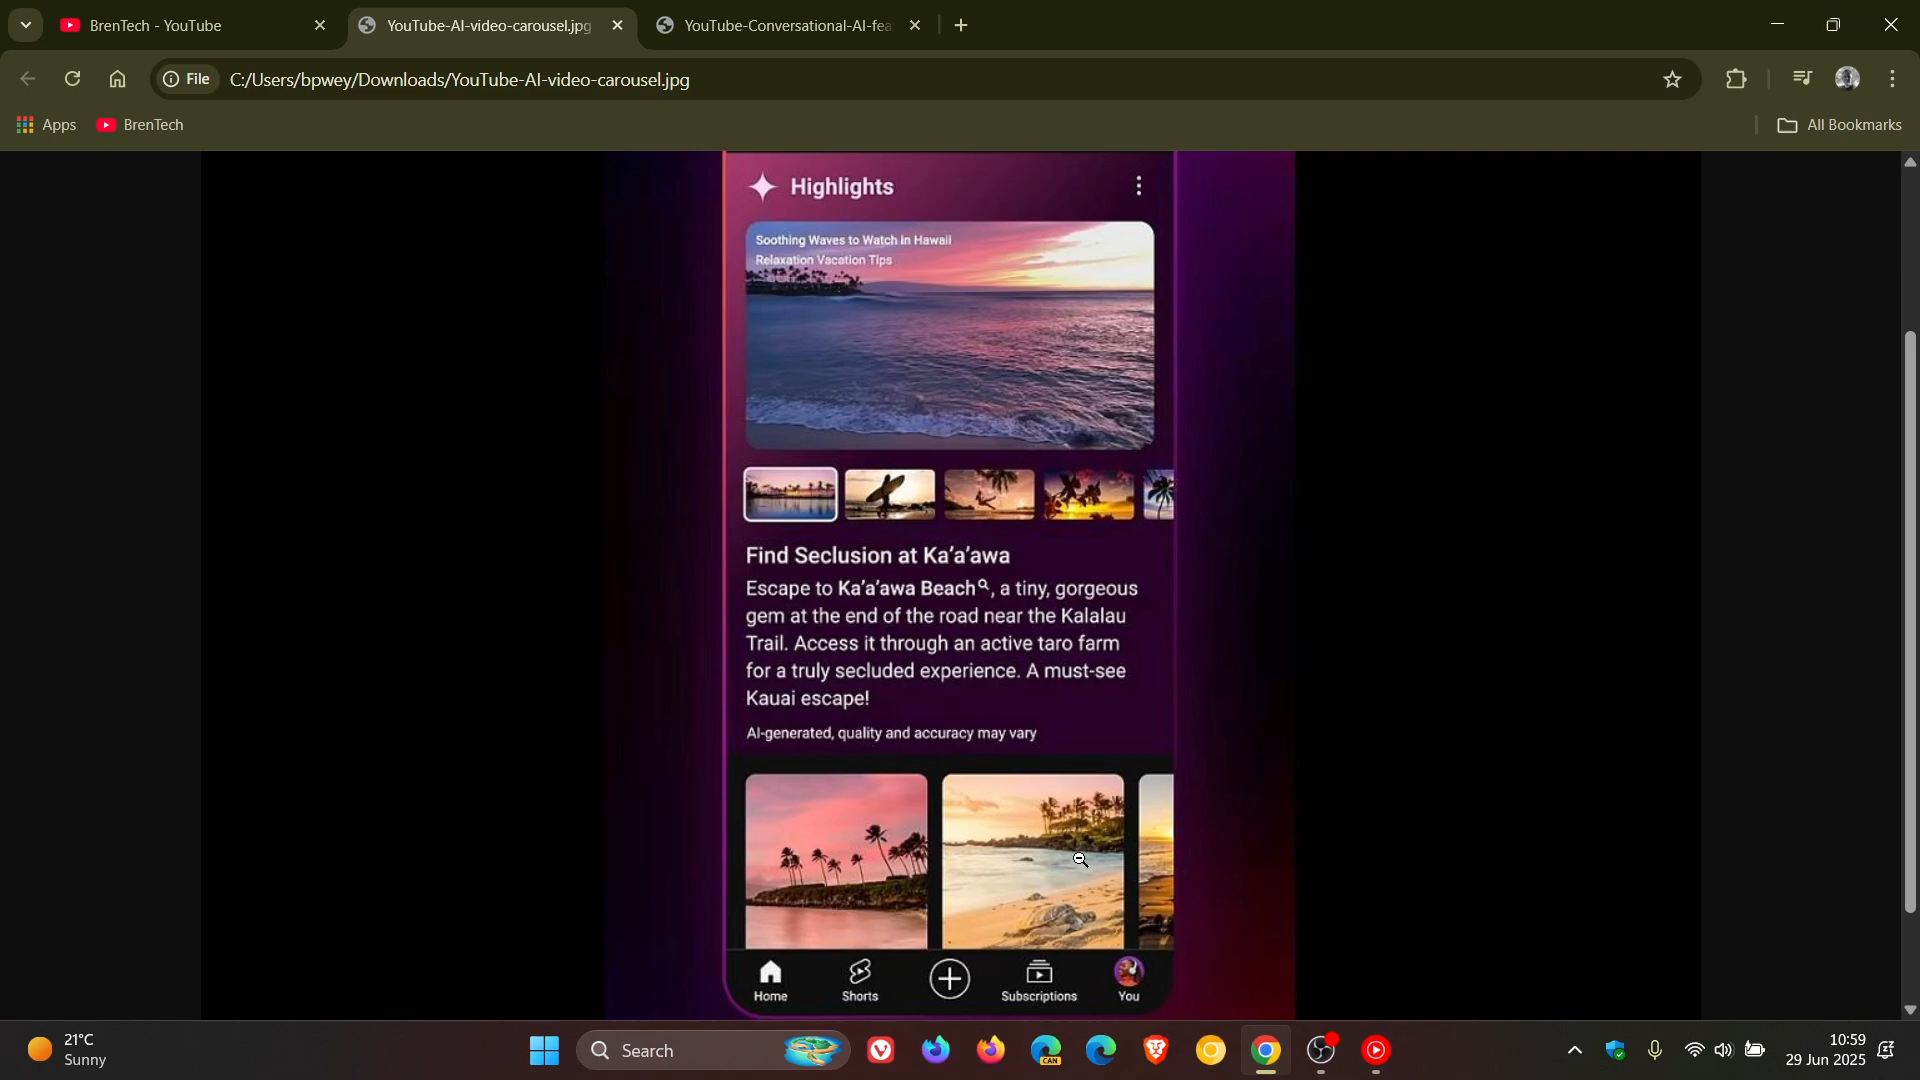 BrenTech - YouTube
YouTube-AI-video-carousel.jpg
YouTube-Conversational-AI-fea
File
C:/Users/bpwey/Downloads/YouTube-AI-video-carousel.jpg
Apps
BrenTech
All Bookmarks
Highlights
Soothing Waves to Watch in Hawaii
Relaxation Vacation Tips
Find Seclusion at Ka'a'awa
Escape to Ka'a'awa Beach, a tiny, gorgeous
gem at the end of the road near the Kalalau
Trail. Access it through an active taro farm
for a truly secluded experience. A must-see
Kauai escape!
AI-generated, quality and accuracy may vary
Home
Shorts
Subscriptions
You
21°C
Sunny
Search
CAN
10:59
29 Jun 2025